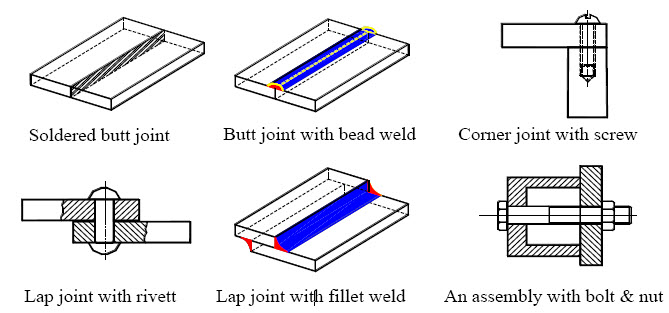 Soldered butt joint
Butt joint with bead weld
Corner joint with screw
Lap joint with rivett
Lap joint with fillet weld
An assembly with bolt & nut